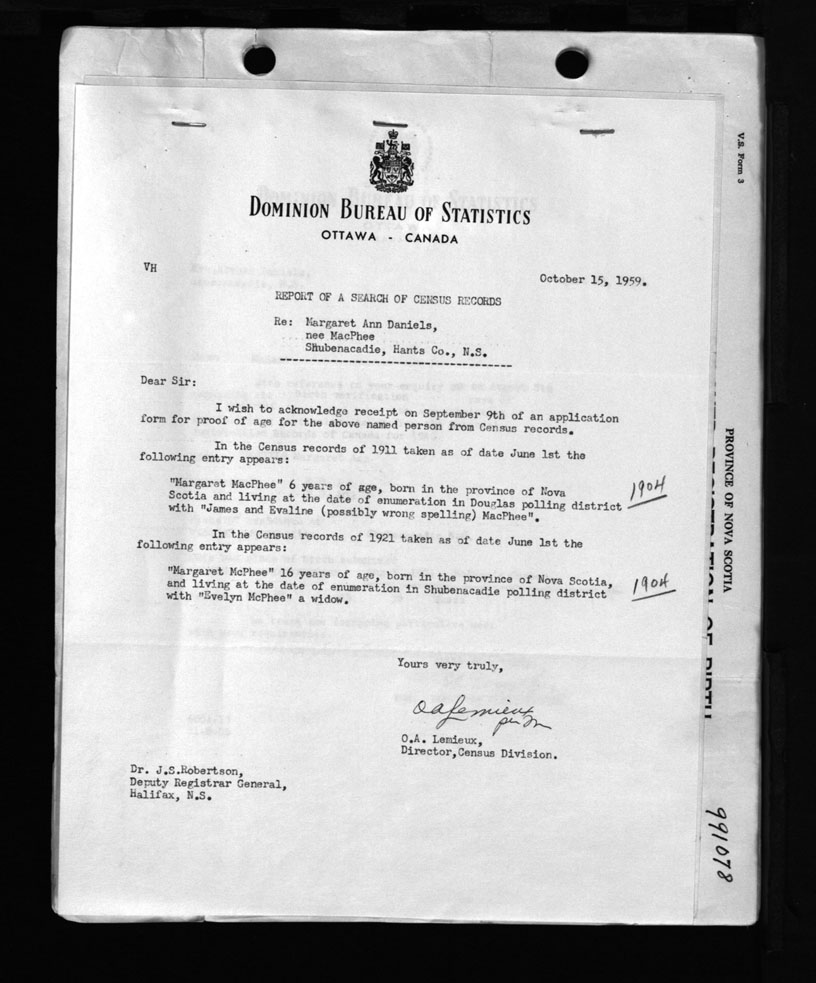 V.S. Form 3
DOMINION BUREAU OF STATISTICS
OTTAWA - CANADA
VH
October 15, 1959.
REPORT OF A SEARCH OF CENSUS RECORDS
Re: Margaret Ann Daniels,
nee MacPhee
Shubenacadie, Hants Co., N.S.
Dear Sir:
I wish to acknowledge receipt on September 9th of an application
form for proof of age for the above named person from Census records.
In the Census records of 1911 taken as of date June 1st the
following entry appears:
"Margaret MacPhee" 6 years of age, born in the province of Nova
Scotia and living at the date of enumeration in Douglas polling district
with "James and Evaline (possibly wrong spelling) MacPhee".
1904
In the Census records of 1921 taken as of date June 1st the
following entry appears:
"Margaret McPhee" 16 years of age, born in the province of Nova Scotia,
and living at the date of enumeration in Shubenacadie polling district
with "Evelyn McPhee" a widow.
1904
Yours very truly,
O A Lemieux
per
O.A. Lemieux,
Director,Census Division.
Dr. J.S.Robertson,
Deputy Registrar General,
Halifax, N.S.
PROVINCE OF NOVA SCOTIA
REGISTRATION OF BIRTH
991078